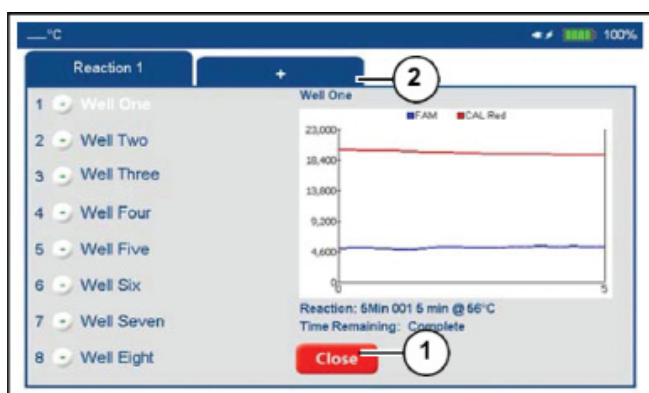 __°C 100%
Reaction 1 +
2
1 - Well One
2 - Well Two
3 - Well Three
4 - Well Four
5 - Well Five
6 - Well Six
7 - Well Seven
8 - Well Eight
Well One
FAM CAL Red
23,000
18,400
13,800
9,200
4,600
0
0 5
Reaction: 5Min 001 5 min @ 56°C
Time Remaining: Complete
Close
1